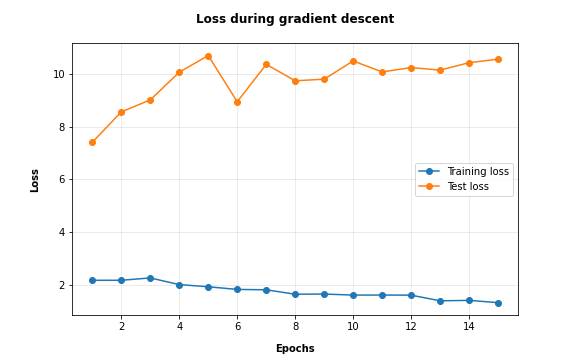 Loss during gradient descent
10
8
6
4
2
Loss
Training loss
Test loss
2 4 6 8 10 12 14
Epochs